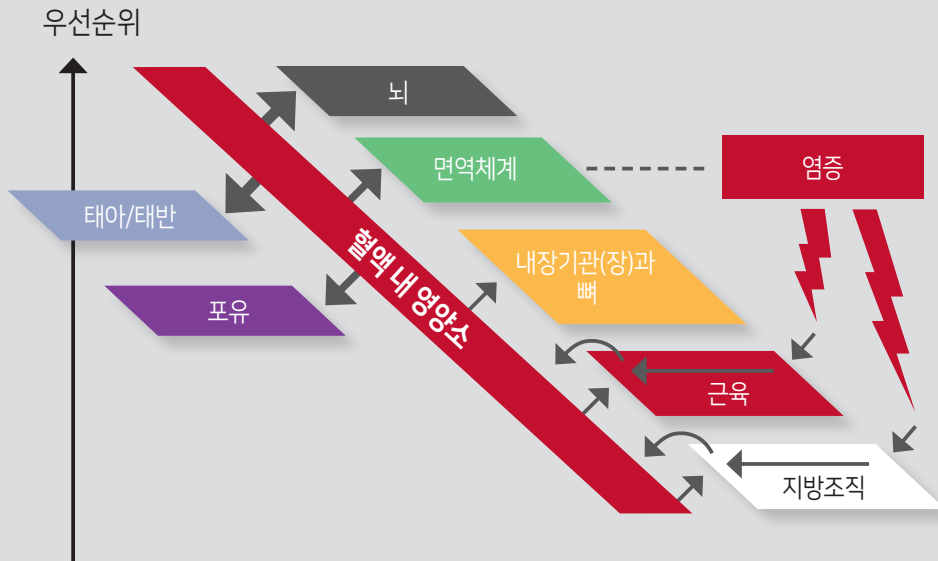 우선순위
뇌
면역체계
염증
태아/태반
혈액 내 영양소
내장기관(장)과
뼈
포유
근육
지방조직